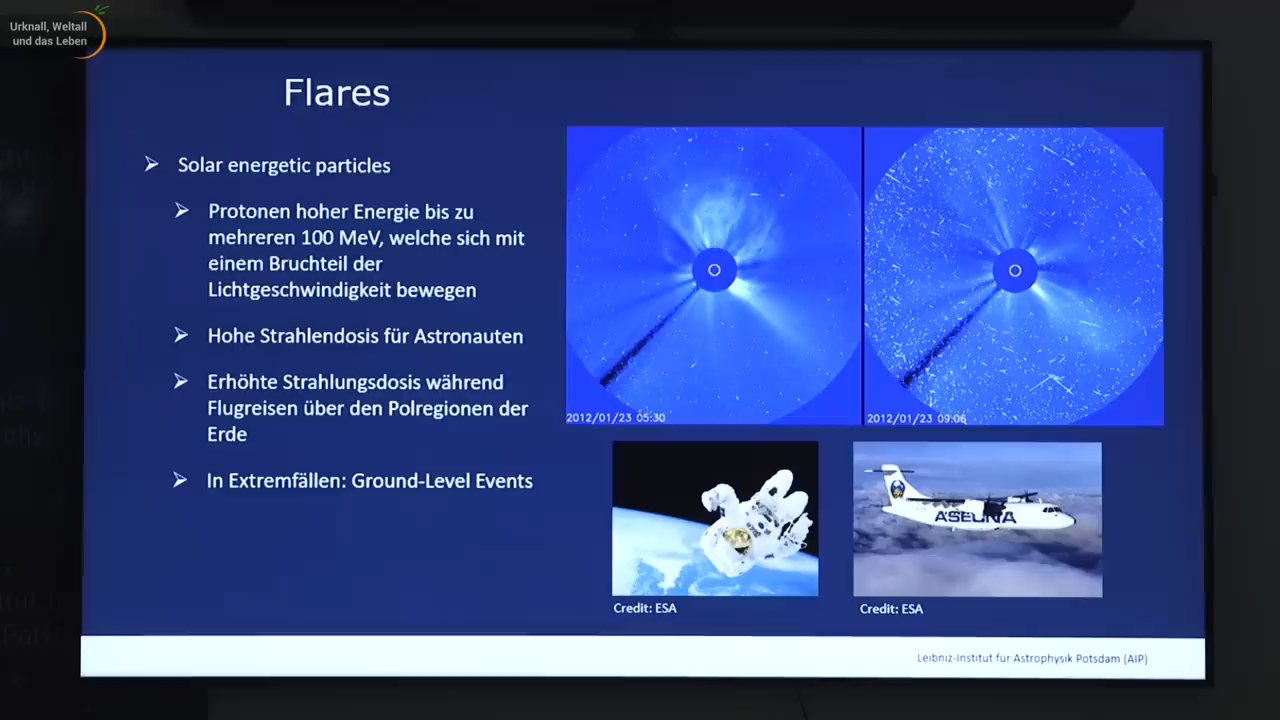 Urknall, Weltall
und das Leben
Flares
Solar energetic particles
Protonen hoher Energie bis zu
mehreren 100 MeV, welche sich mit
einem Bruchteil der
Lichtgeschwindigkeit bewegen
Hohe Strahlendosis für Astronauten
Erhöhte Strahlungsdosis während
Flugreisen über den Polregionen der
Erde
In Extremfällen: Ground-Level Events
2012/01/23 05:30
2012/01/23 09:06
Credit: ESA
Credit: ESA
Leibniz-Institut für Astrophysik Potsdam (AIP)